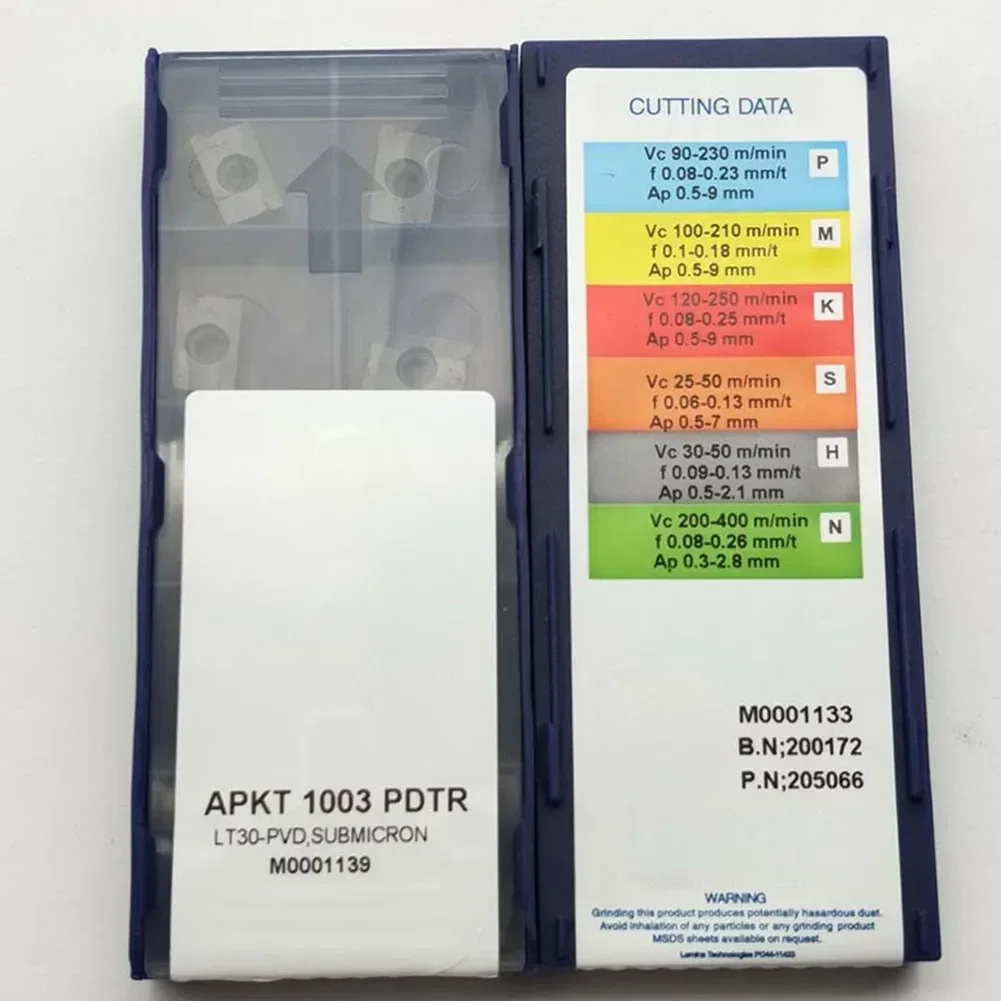 APKT 1003 PDTR
LT30-PVD,SUBMICRON
M0001139
CUTTING DATA
Vc 90-230 m/min
f 0.08-0.23 mm/t
Ap 0.5-9 mm
P
Vc 100-210 m/min
f 0.1-0.18 mm/t
Ap 0.5-9 mm
M
Vc 120-250 m/min
f 0.08-0.25 mm/t
Ap 0.5-9 mm
K
Vc 25-50 m/min
f 0.06-0.13 mm/t
Ap 0.5-7 mm
S
Vc 30-50 m/min
f 0.09-0.13 mm/t
Ap 0.5-2.1 mm
H
Vc 200-400 m/min
f 0.08-0.26 mm/t
Ap 0.3-2.8 mm
N
M0001133
B.N;200172
P.N;205066
WARNING
Grinding this product produces potentially hazardous dust.
Avoid inhalation of any particles or any grinding product
MSDS sheets available on request.
Lamina Technologies